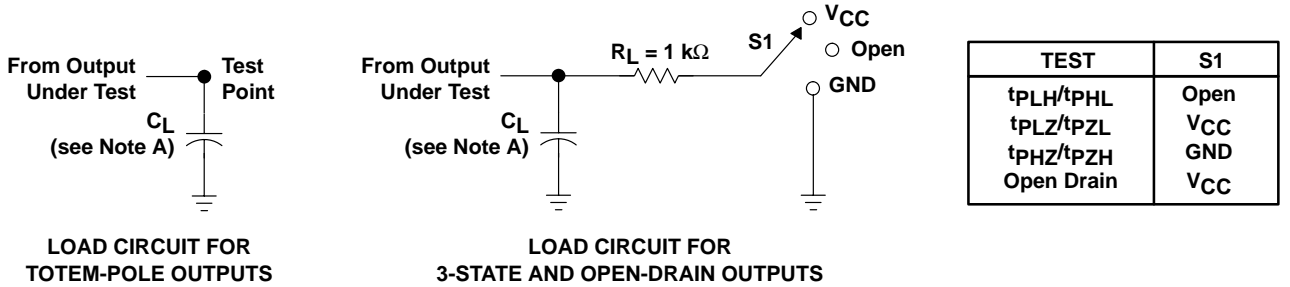 From Output
Under Test
Test
Point
CL
(see Note A)
LOAD CIRCUIT FOR
TOTEM-POLE OUTPUTS
From Output
Under Test
RL = 1 kΩ
S1
VCC
Open
GND
CL
(see Note A)
LOAD CIRCUIT FOR
3-STATE AND OPEN-DRAIN OUTPUTS
TEST S1
tPLH/tPHL Open
tPLZ/tPZL VCC
tPHZ/tPZH GND
Open Drain VCC